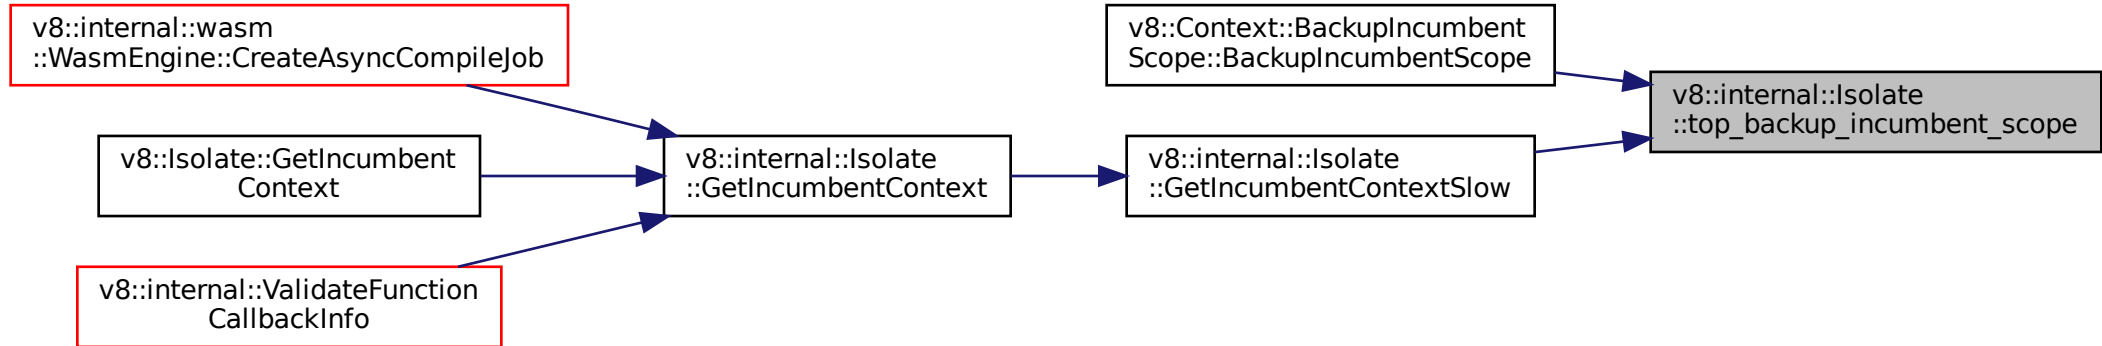 v8::internal::wasm
::WasmEngine::CreateAsyncCompileJob
v8::Isolate::GetIncumbent
Context
v8::internal::ValidateFunction
CallbackInfo
v8::internal::Isolate
::GetIncumbentContext
v8::Context::BackupIncumbent
Scope::BackupIncumbentScope
v8::internal::Isolate
::GetIncumbentContextSlow
v8::internal::Isolate
::top_backup_incumbent_scope